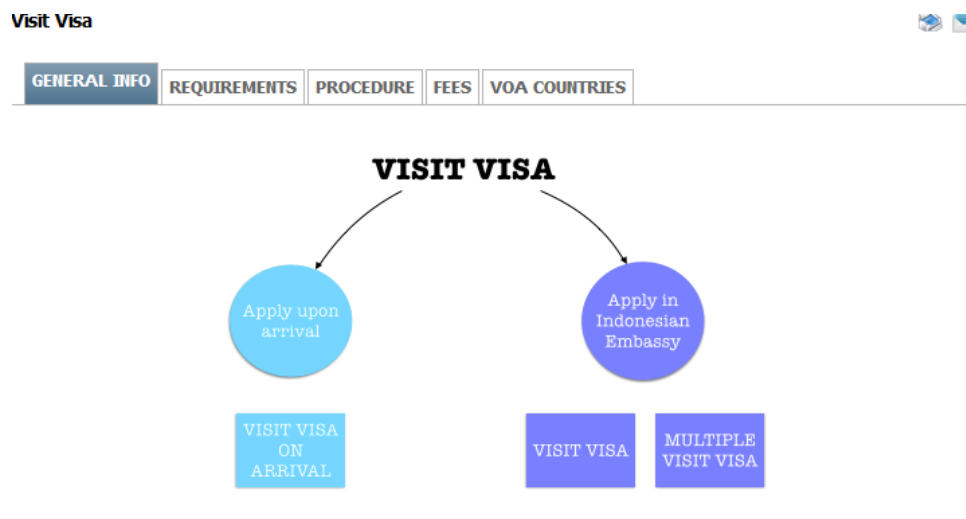 Visit Visa
GENERAL INFO REQUIREMENTS PROCEDURE FEES VOA COUNTRIES
VISIT VISA
Apply upon
arrival
Apply in
Indonesian
Embassy
VISIT VISA
ON
ARRIVAL
VISIT VISA
MULTIPLE
VISIT VISA